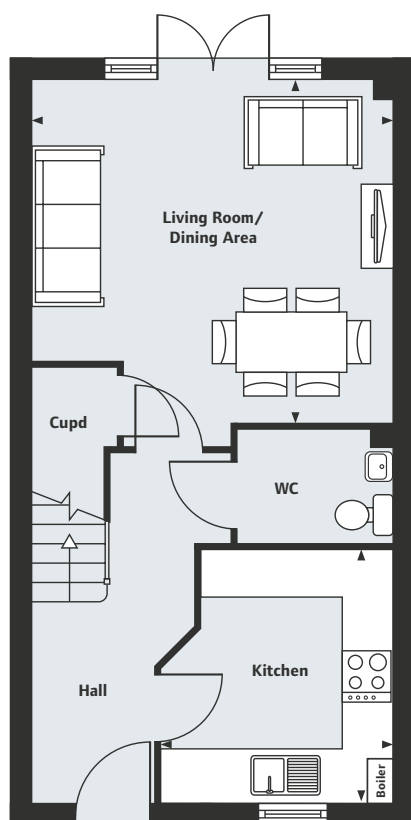 Living Room/
Dining Area
Cupd
WC
Kitchen
Hall
Boiler